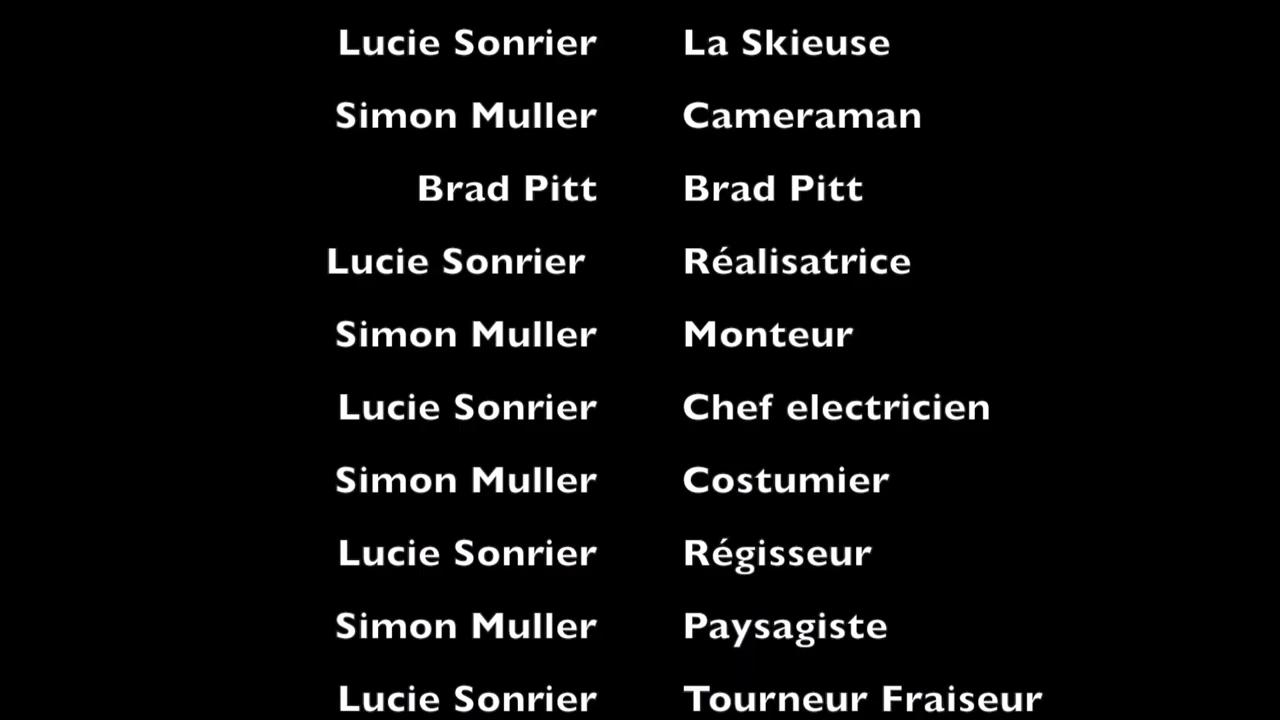 Lucie Sonrier La Skieuse
Simon Muller Cameraman
Brad Pitt Brad Pitt
Lucie Sonrier Réalisatrice
Simon Muller Monteur
Lucie Sonrier Chef electricien
Simon Muller Costumier
Lucie Sonrier Régisseur
Simon Muller Paysagiste
Lucie Sonrier Tourneur Fraiseur